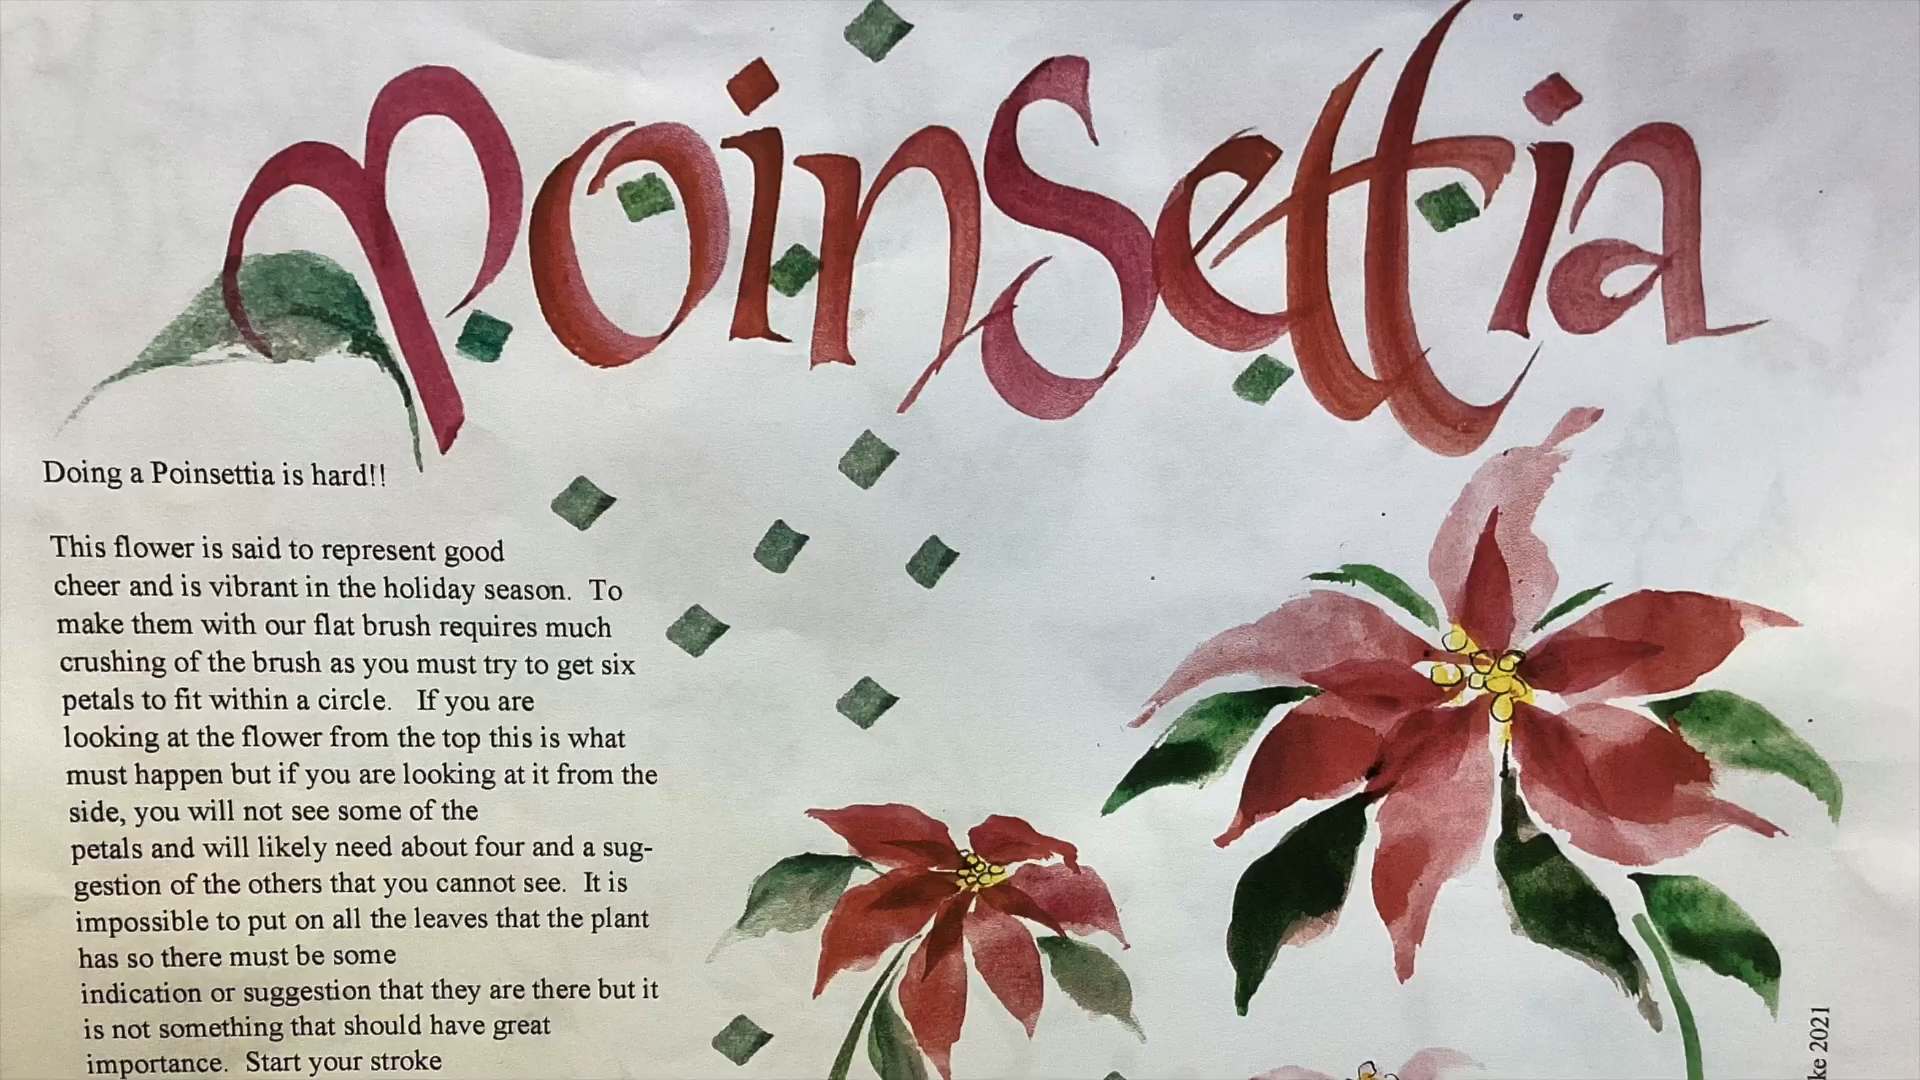 Poinsettia
Doing a Poinsettia is hard!!
This flower is said to represent good
cheer and is vibrant in the holiday season.  To
make them with our flat brush requires much
crushing of the brush as you must try to get six
petals to fit within a circle.   If you are
looking at the flower from the top this is what
must happen but if you are looking at it from the
side, you will not see some of the
petals and will likely need about four and a sug-
gestion of the others that you cannot see.  It is
impossible to put on all the leaves that the plant
has so there must be some
indication or suggestion that they are there but it
is not something that should have great
importance.  Start your stroke
2021